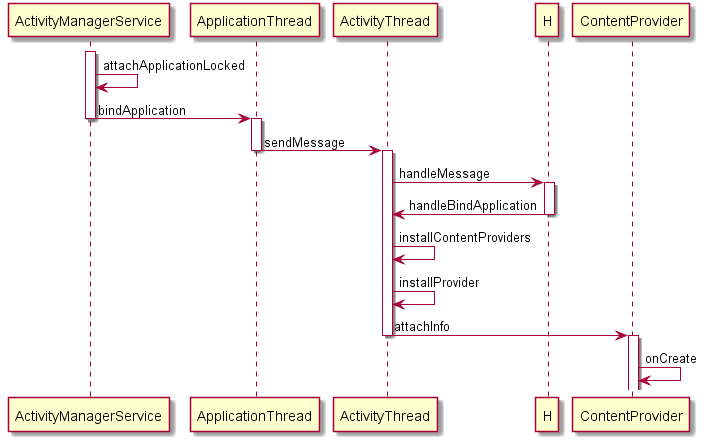 ActivityManagerService
ApplicationThread
ActivityThread
H
ContentProvider
attachApplicationLocked
bindApplication
sendMessage
handleMessage
handleBindApplication
installContentProviders
installProvider
attachInfo
onCreate
ActivityManagerService
ApplicationThread
ActivityThread
H
ContentProvider